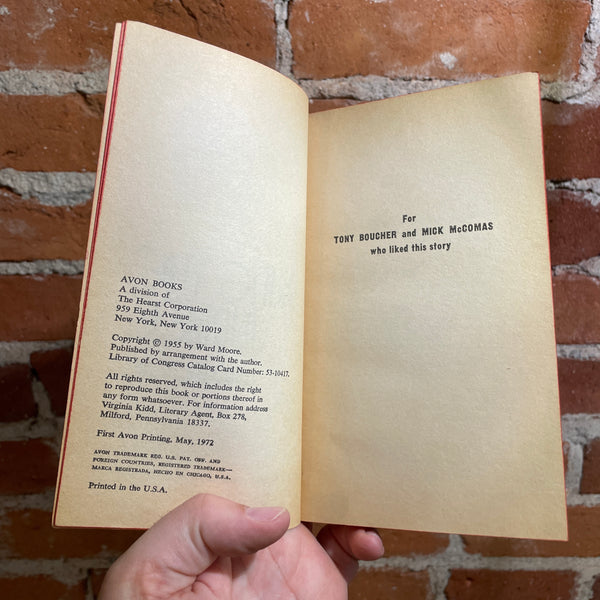 AVON BOOKS
A division of
The Hearst Corporation
959 Eighth Avenue
New York, New York 10019
Copyright © 1955 by Ward Moore.
Published by arrangement with the author.
Library of Congress Catalog Card Number: 53-10417.
All rights reserved, which includes the right
to reproduce this book or portions thereof in
any form whatsoever. For information address
Virginia Kidd, Literary Agent, Box 278,
Milford, Pennsylvania 18337.
First Avon Printing, May, 1972
AVON TRADEMARK REG. U.S. PAT. OFF. AND
FOREIGN COUNTRIES, REGISTERED TRADEMARK—
MARCA REGISTRADA, HECHO EN CHICAGO, U.S.A.
Printed in the U.S.A.
For
TONY BOUCHER and MICK McCOMAS
who liked this story